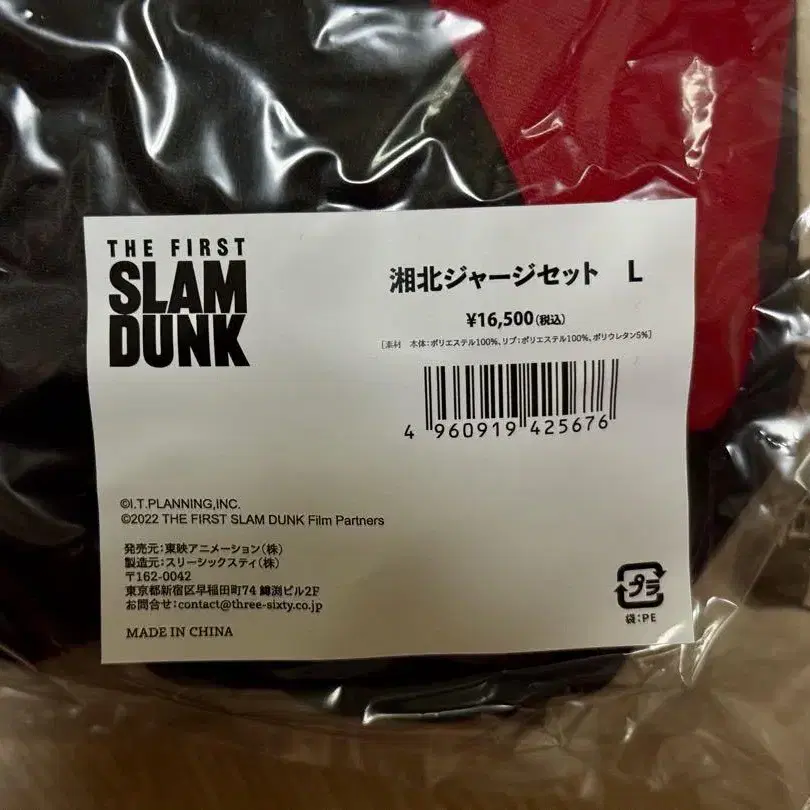 THE FIRST
SLAM
DUNK
湘北ジャージセット L
¥16,500(税込)
[素材 本体:ポリエステル100%、リブ:ポリエステル100%、ポリウレタン5%]
4 960919 425676
©I.T.PLANNING,INC.
©2022 THE FIRST SLAM DUNK Film Partners
発売元:東映アニメーション(株)
製造元:スリーシックスティ(株)
〒162-0042
東京都新宿区早稲田町74 鱒渕ビル2F
お問合せ:contact@three-sixty.co.jp
MADE IN CHINA
プラ
袋:PE